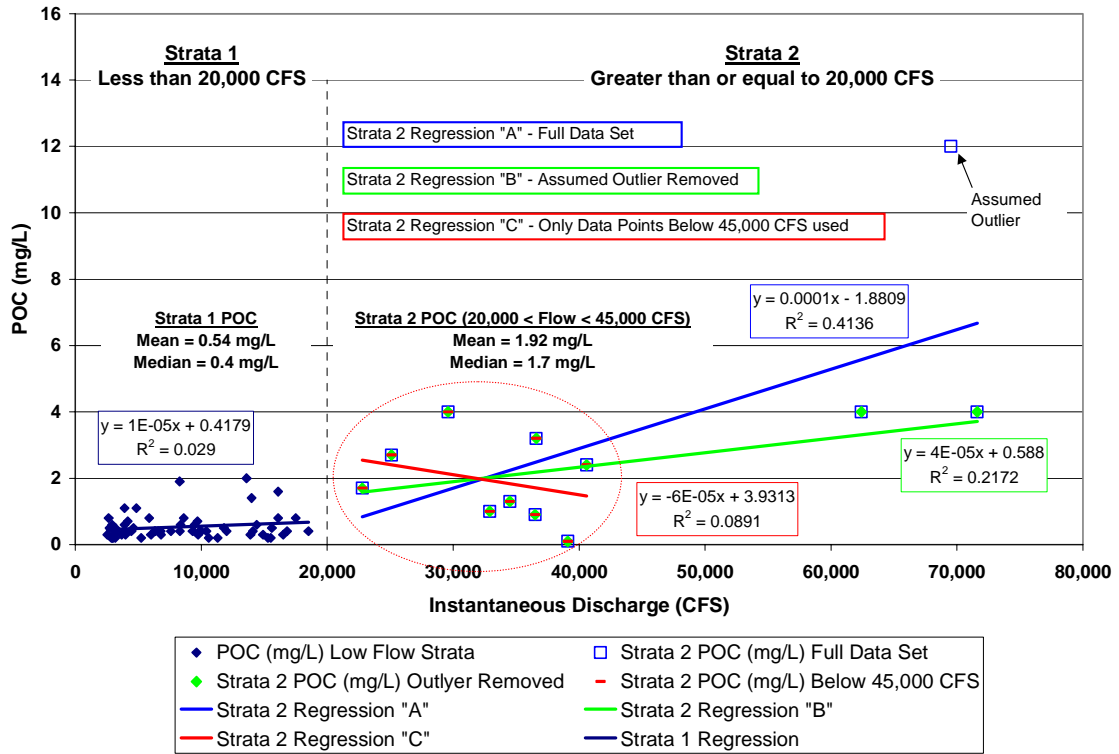 16
14
12
10
8
6
4
2
0
POC (mg/L)
Strata 1
Less than 20,000 CFS
Strata 2
Greater than or equal to 20,000 CFS
Strata 2 Regression "A" - Full Data Set
Strata 2 Regression "B" - Assumed Outlier Removed
Strata 2 Regression "C" - Only Data Points Below 45,000 CFS used
Assumed
Outlier
Strata 1 POC
Mean = 0.54 mg/L
Median = 0.4 mg/L
Strata 2 POC (20,000 < Flow < 45,000 CFS)
Mean = 1.92 mg/L
Median = 1.7 mg/L
y = 0.0001x - 1.8809
R² = 0.4136
y = 1E-05x + 0.4179
R² = 0.029
y = 4E-05x + 0.588
R² = 0.2172
y = -6E-05x + 3.9313
R² = 0.0891
0 10,000 20,000 30,000 40,000 50,000 60,000 70,000 80,000
Instantaneous Discharge (CFS)
POC (mg/L) Low Flow Strata
Strata 2 POC (mg/L) Full Data Set
Strata 2 POC (mg/L) Outlyer Removed
Strata 2 POC (mg/L) Below 45,000 CFS
Strata 2 Regression "A"
Strata 2 Regression "B"
Strata 2 Regression "C"
Strata 1 Regression